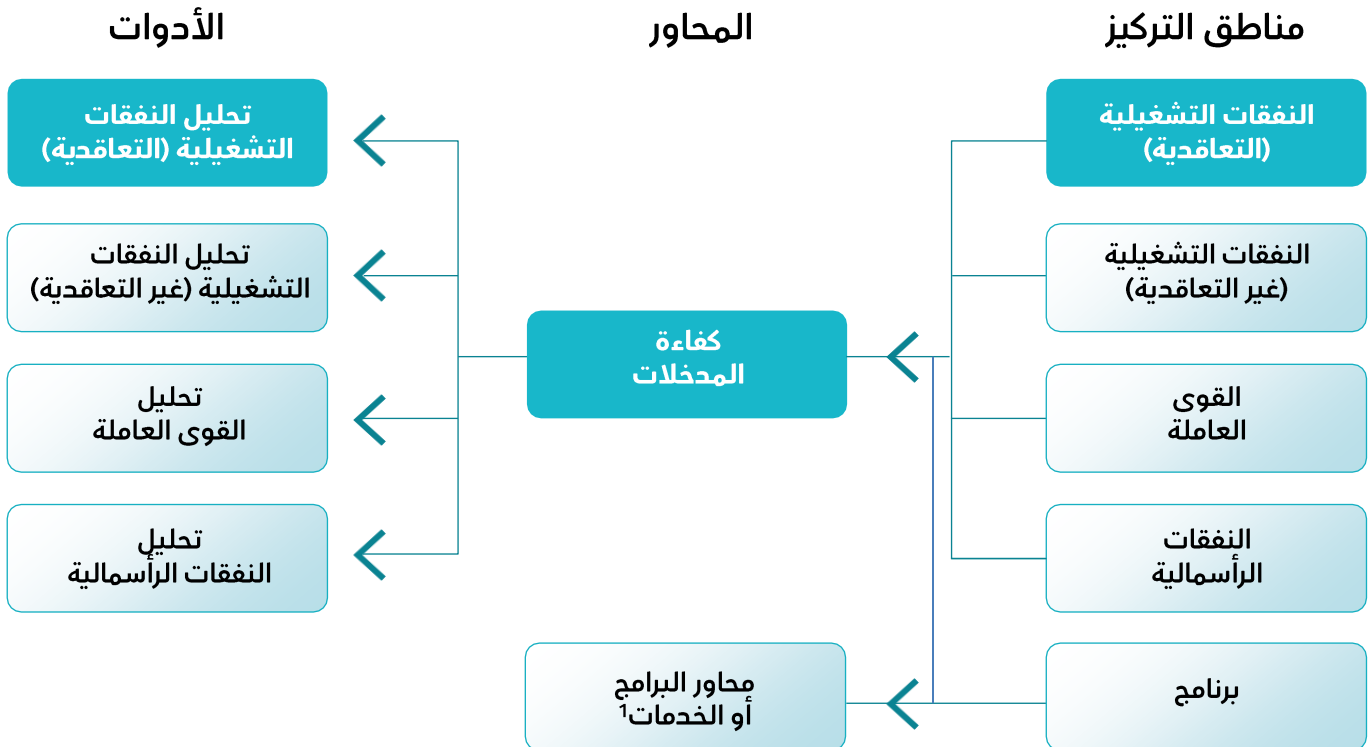 مناطق التركيز
المحاور
الأدوات
النفقات التشغيلية
(التعاقدية)
تحليل النفقات
التشغيلية (التعاقدية)
النفقات التشغيلية
(غير التعاقدية)
تحليل النفقات
التشغيلية (غير التعاقدية)
كفاءة
المدخلات
القوى
العاملة
تحليل
القوى العاملة
النفقات
الرأسمالية
تحليل
النفقات الرأسمالية
برنامج
محاور البرامج
أو الخدمات¹